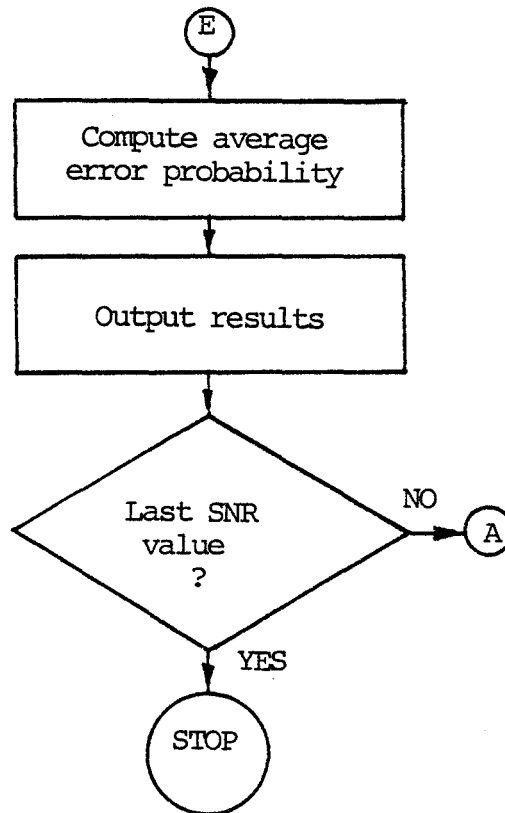 E
Compute average
error probability
Output results
Last SNR
value
?
NO
A
YES
STOP